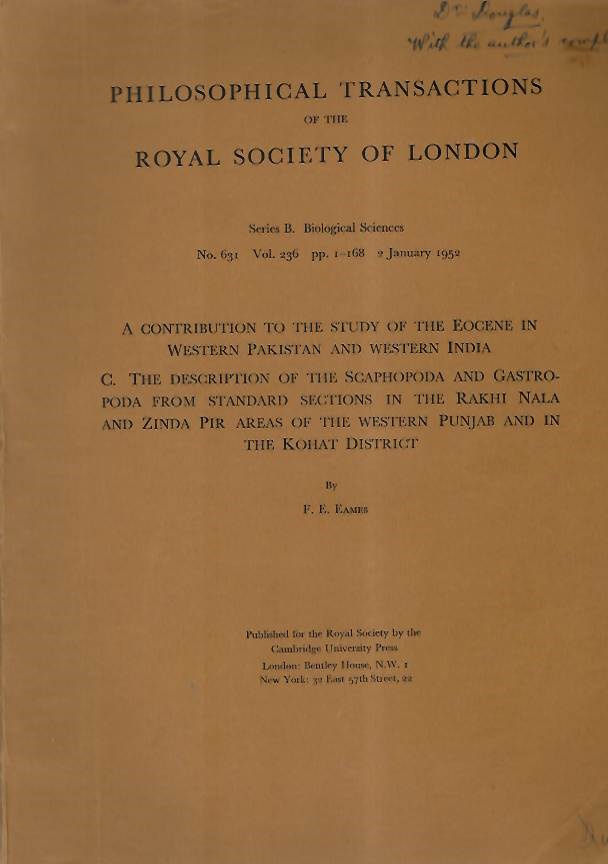 Dr Douglas,
With the author's compl
PHILOSOPHICAL TRANSACTIONS
OF THE
ROYAL SOCIETY OF LONDON
Series B. Biological Sciences
No. 631 Vol. 236 pp. 1–168 2 January 1952
A CONTRIBUTION TO THE STUDY OF THE EOCENE IN
WESTERN PAKISTAN AND WESTERN INDIA
C. THE DESCRIPTION OF THE SCAPHOPODA AND GASTRO-
PODA FROM STANDARD SECTIONS IN THE RAKHI NALA
AND ZINDA PIR AREAS OF THE WESTERN PUNJAB AND IN
THE KOHAT DISTRICT
By
F. E. EAMES
Published for the Royal Society by the
Cambridge University Press
London: Bentley House, N.W. 1
New York: 32 East 57th Street, 22